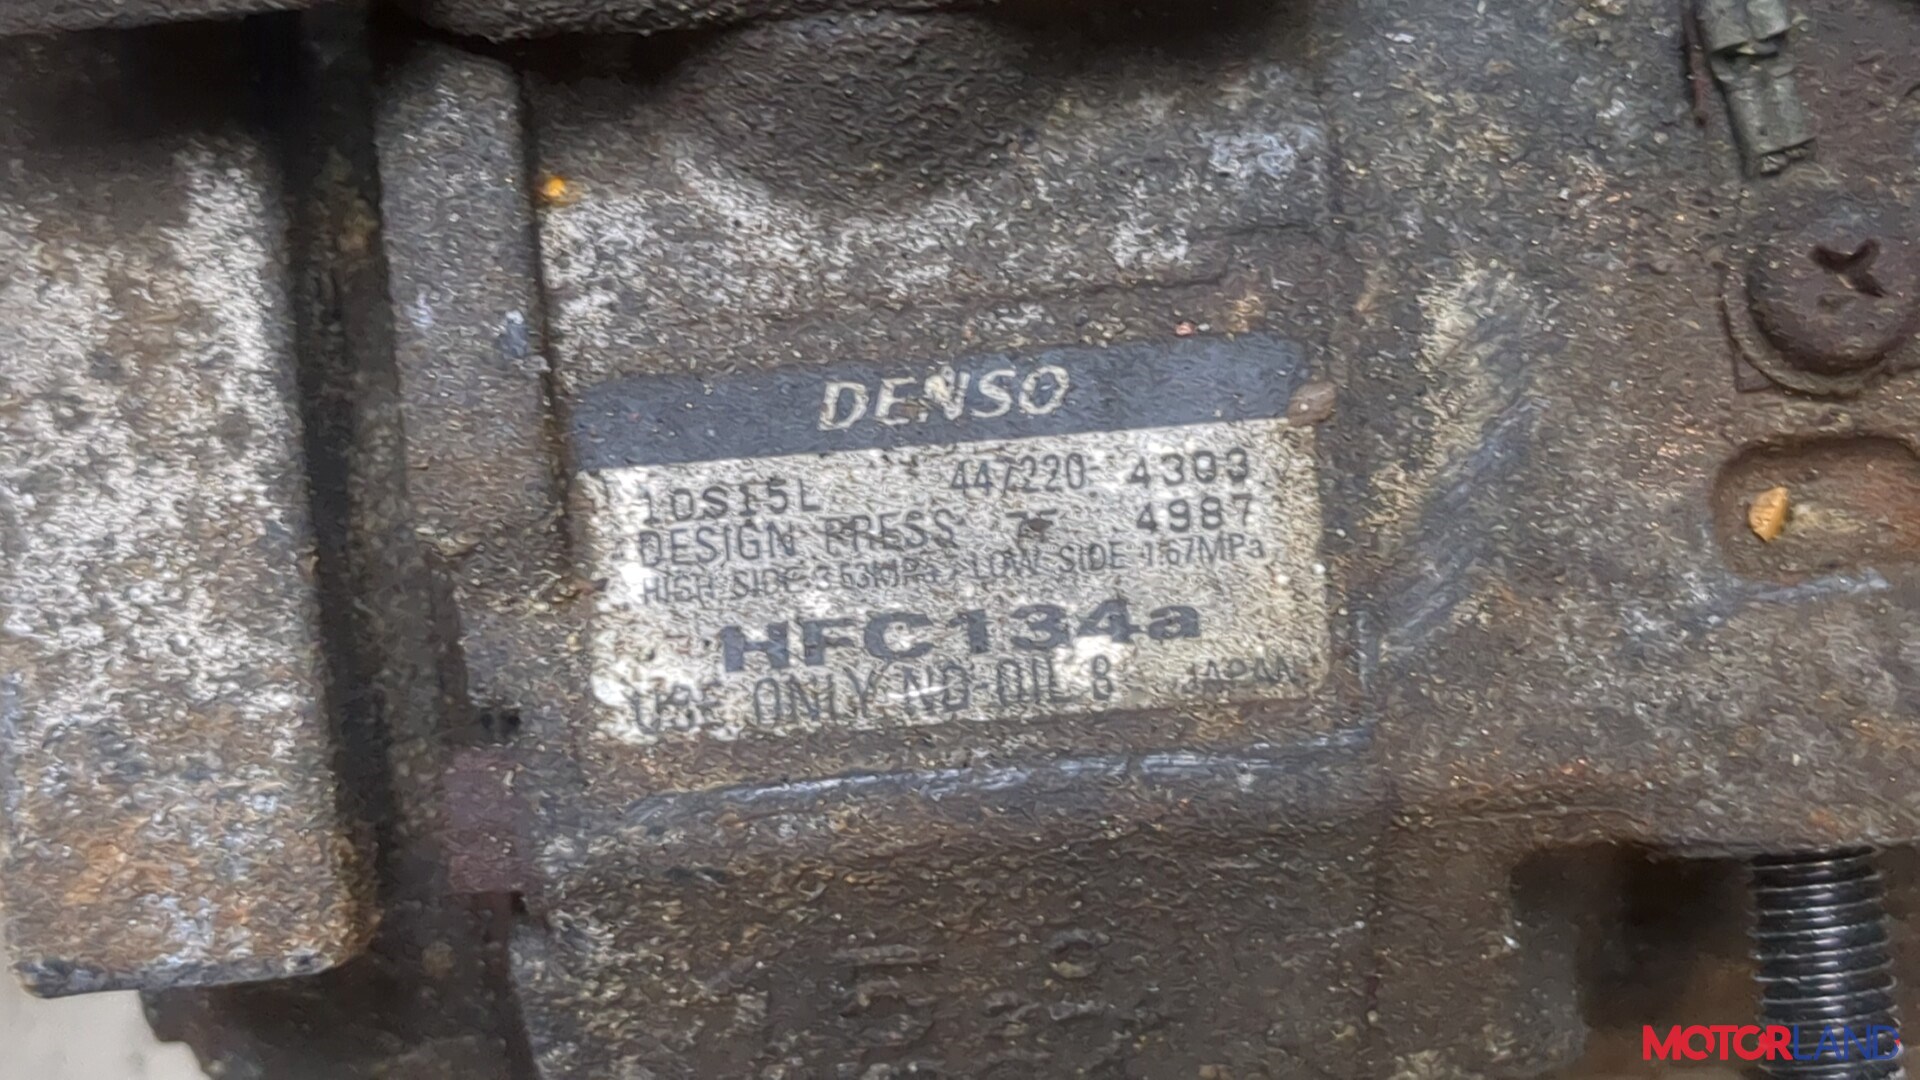 DENSO
10S15L 447220-4393
DESIGN PRESS 4987
HIGH SIDE 3.53MPa LOW SIDE 1.67MPa
HFC134a
USE ONLY ND-OIL 8 JAPAN
MOTORLAND